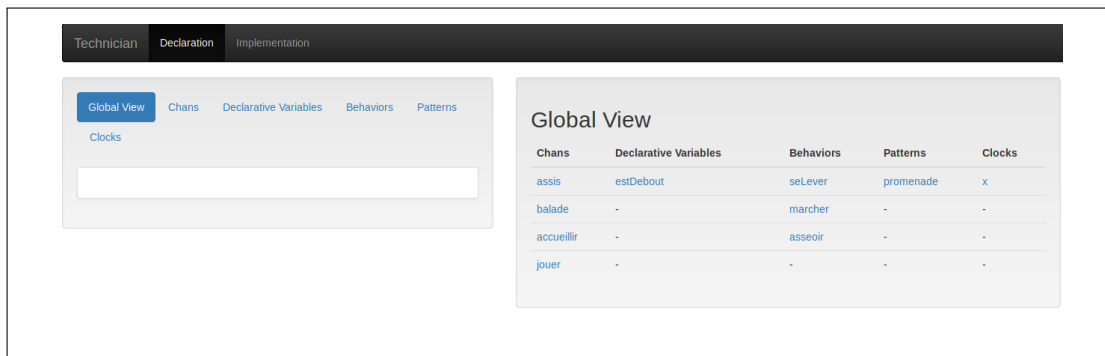 Technician Declaration Implementation
Global View Chans Declarative Variables Behaviors Patterns
Clocks
Global View
Chans Declarative Variables Behaviors Patterns Clocks
assis estDebout seLever promenade x
balade - marcher - -
accueillir - asseoir - -
jouer - - - -